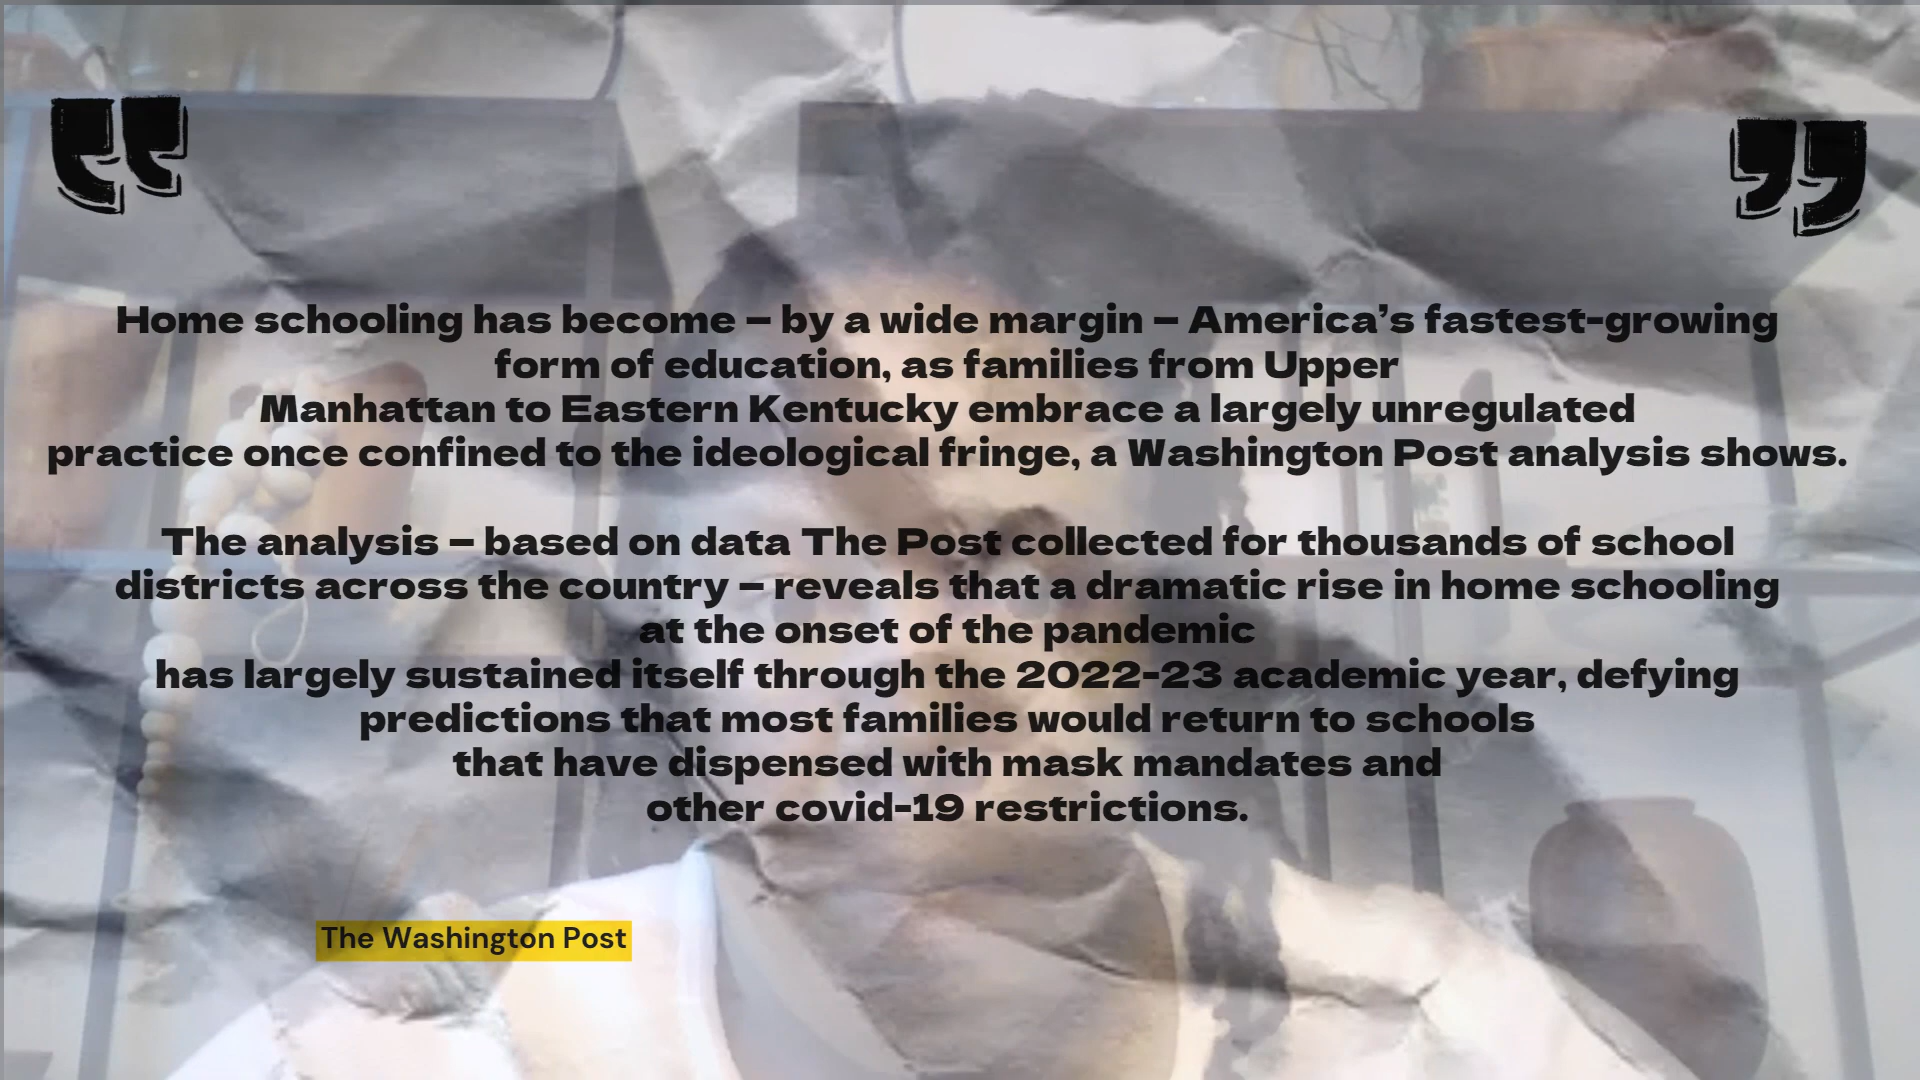 Home schooling has become – by a wide margin – America's fastest-growing
form of education, as families from Upper
Manhattan to Eastern Kentucky embrace a largely unregulated
practice once confined to the ideological fringe, a Washington Post analysis shows.
The analysis – based on data The Post collected for thousands of school
districts across the country – reveals that a dramatic rise in home schooling
at the onset of the pandemic
has largely sustained itself through the 2022-23 academic year, defying
predictions that most families would return to schools
that have dispensed with mask mandates and
other covid-19 restrictions.
The Washington Post